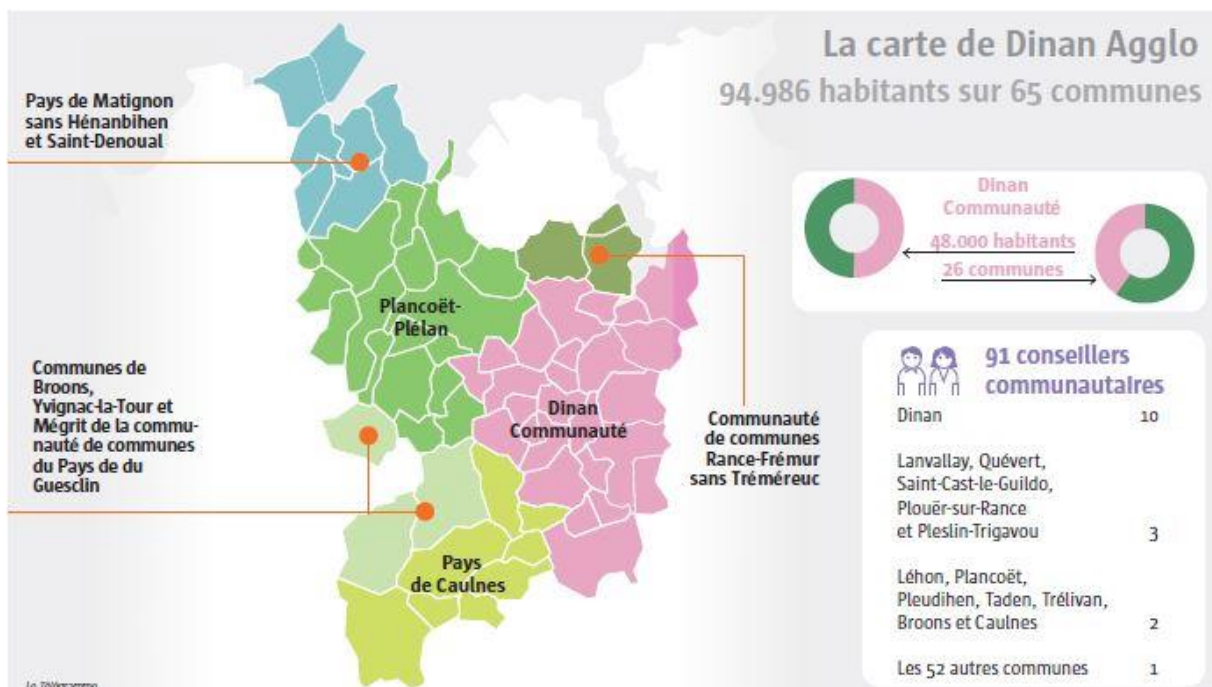 La carte de Dinan Agglo
94.986 habitants sur 65 communes
Pays de Matignon
sans Hénanbihen
et Saint-Denoual
Dinan
Communauté
48.000 habitants
26 communes
Plancoët-
Plélan
Communes de
Broons,
Yvignac-la-Tour et
Mégrit de la commu-
nauté de communes
du Pays de du
Guesclin
Dinan
Communauté
Communauté
de communes
Rance-Frémur
sans Tréméreuc
Pays
de Caulnes
91 conseillers
communautaires
Dinan 10
Lanvallay, Quévert,
Saint-Cast-le-Guildo,
Plouër-sur-Rance
et Pleslin-Trigavou 3
Léhon, Plancoët,
Pleudihen, Taden, Trélivan,
Broons et Caulnes 2
Les 52 autres communes 1
Le Télégramme